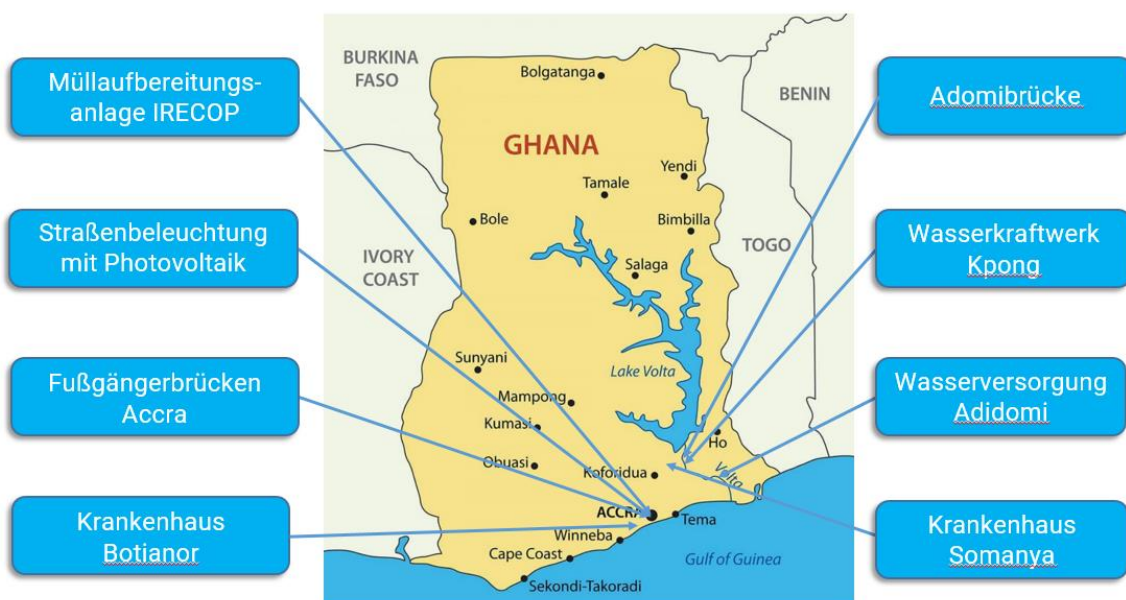 Müllaufbereitungs-
anlage IRECOP
Straßenbeleuchtung
mit Photovoltaik
Fußgängerbrücken
Accra
Krankenhaus
Botianor
BURKINA
FASO
Bolgatanga
BENIN
GHANA
Yendi
Tamale
Bole
Bimbilla
IVORY
COAST
TOGO
Salaga
Sunyani
Lake Volta
Mampong
Kumasi
Ho
Obuasi
Koforidua
Volta
ACCRA
Tema
Winneba
Cape Coast
Gulf of Guinea
Sekondi-Takoradi
Adomibrücke
Wasserkraftwerk
Kpong
Wasserversorgung
Adidomi
Krankenhaus
Somanya